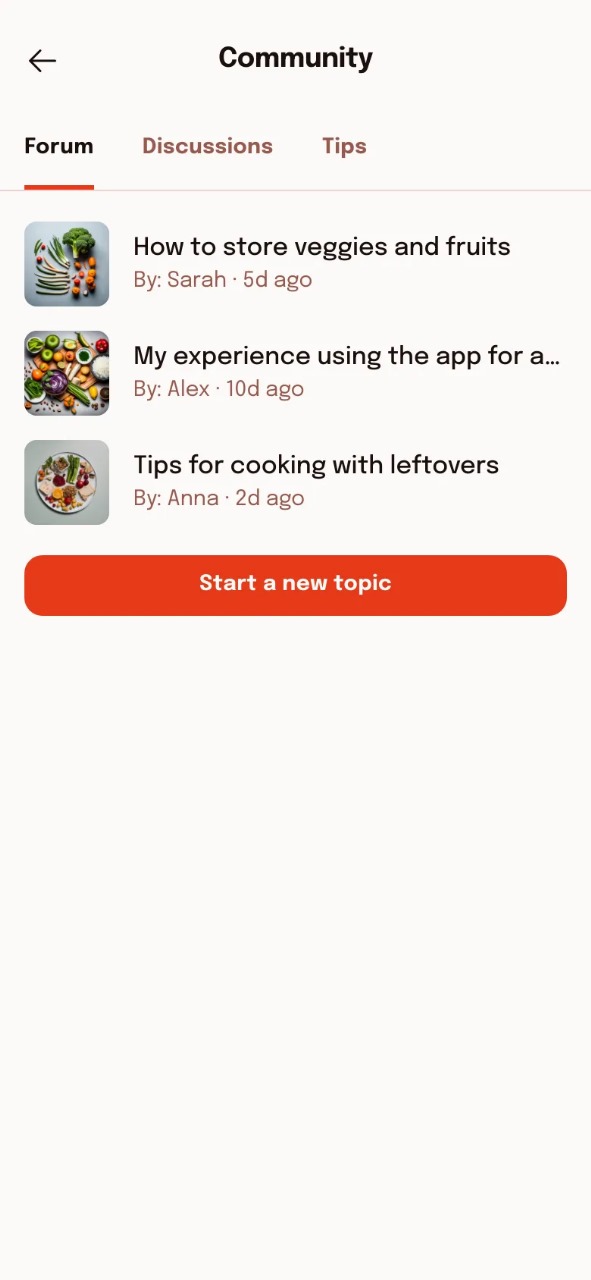 Community
Forum Discussions Tips
How to store veggies and fruits
By: Sarah · 5d ago
My experience using the app for a...
By: Alex · 10d ago
Tips for cooking with leftovers
By: Anna · 2d ago
Start a new topic